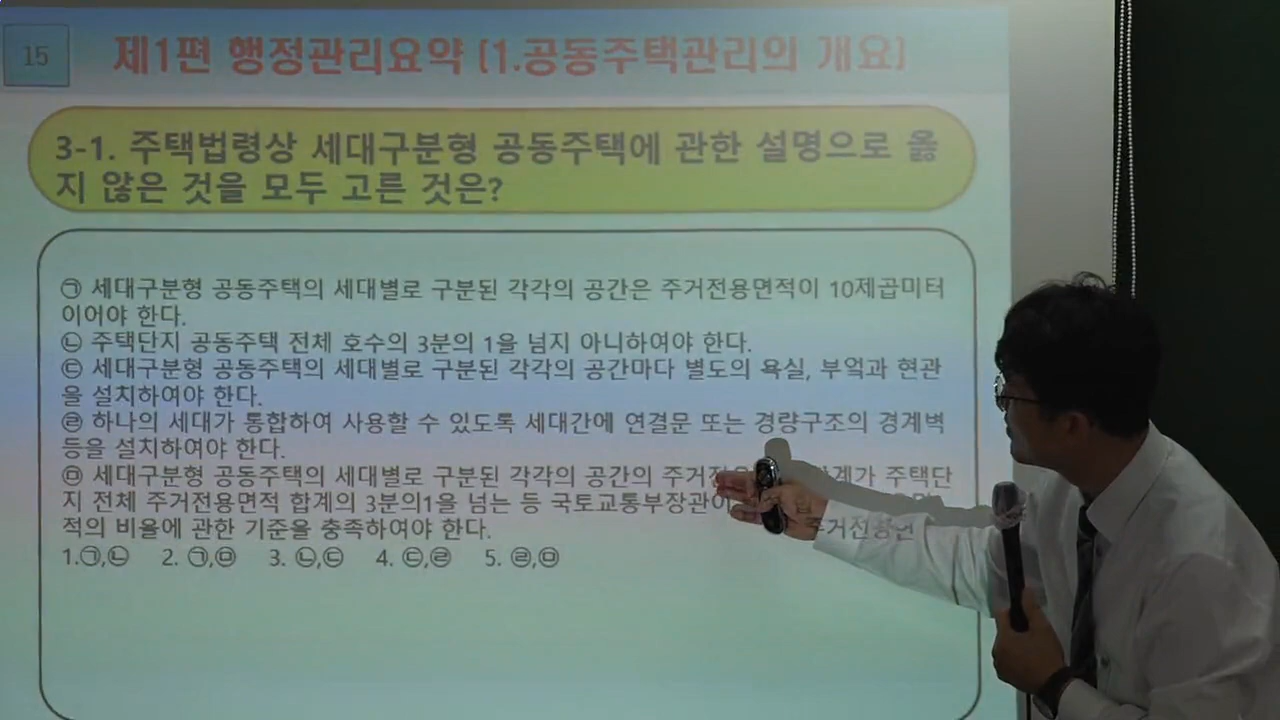 15
제1편 행정관리요약 [1.공동주택관리의 개요]
3-1. 주택법령상 세대구분형 공동주택에 관한 설명으로 옳
지 않은 것을 모두 고른 것은?
㉠ 세대구분형 공동주택의 세대별로 구분된 각각의 공간은 주거전용면적이 10제곱미터
이어야 한다.
㉡ 주택단지 공동주택 전체 호수의 3분의 1을 넘지 아니하여야 한다.
㉢ 세대구분형 공동주택의 세대별로 구분된 각각의 공간마다 별도의 욕실, 부엌과 현관
을 설치하여야 한다.
㉣ 하나의 세대가 통합하여 사용할 수 있도록 세대간에 연결문 또는 경량구조의 경계벽
등을 설치하여야 한다.
㉤ 세대구분형 공동주택의 세대별로 구분된 각각의 공간의 주거 계가 주택단
지 전체 주거전용면적 합계의 3분의1을 넘는 등 국토교통부장관이 주거전용면
적의 비율에 관한 기준을 충족하여야 한다.
1.㉠,㉡ 2. ㉠,㉤ 3. ㉡,㉢ 4. ㉢,㉣ 5. ㉣,㉤